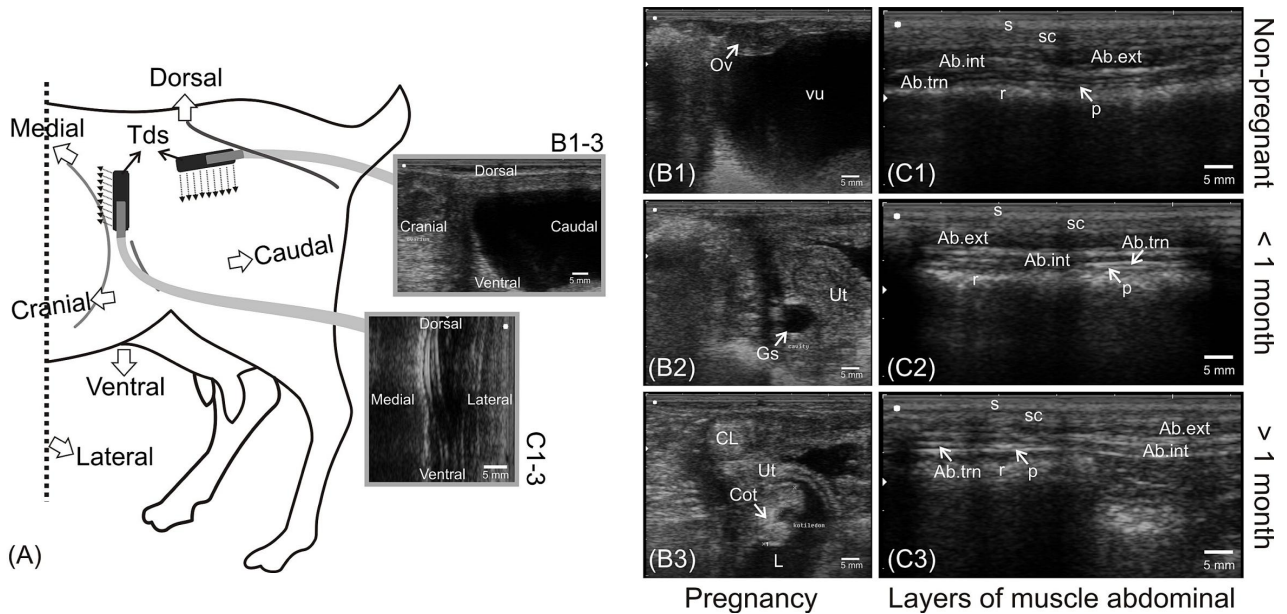 Dorsal
Medial
Tds
Caudal
Cranial
Ventral
Lateral
(A)
B1-3
Dorsal
Cranial
Caudal
Ventral
5 mm
Dorsal
Medial
Lateral
Ventral
5 mm
C1-3
Ov
vu
(B1)
5 mm
s
sc
Ab.int
Ab.ext
Ab.trn
r
p
(C1)
5 mm
Non-pregnant
Ut
Gs
cavity
(B2)
5 mm
s
sc
Ab.ext
Ab.trn
Ab.int
r
p
(C2)
5 mm
< 1 month
CL
Ut
Cot
kotiledon
L
(B3)
5 mm
s
sc
Ab.ext
Ab.int
Ab.trn
r
p
(C3)
5 mm
> 1 month
Pregnancy
Layers of muscle abdominal